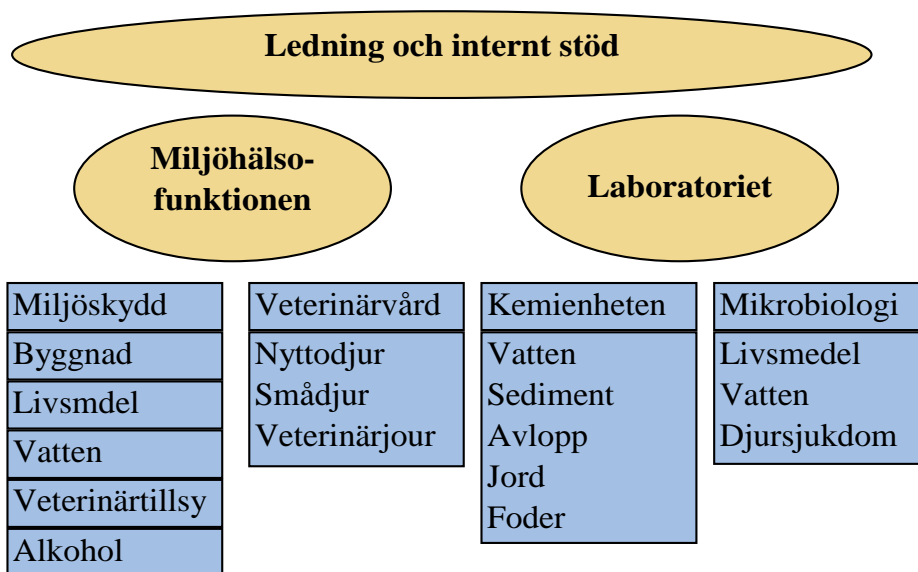 Ledning och internt stöd
Miljöhälso-
funktionen
Laboratoriet
Miljöskydd
Byggnad
Livsmdel
Vatten
Veterinärtillsy
Alkohol
Veterinärvård
Nyttodjur
Smådjur
Veterinärjour
Kemienheten
Vatten
Sediment
Avlopp
Jord
Foder
Mikrobiologi
Livsmedel
Vatten
Djursjukdom